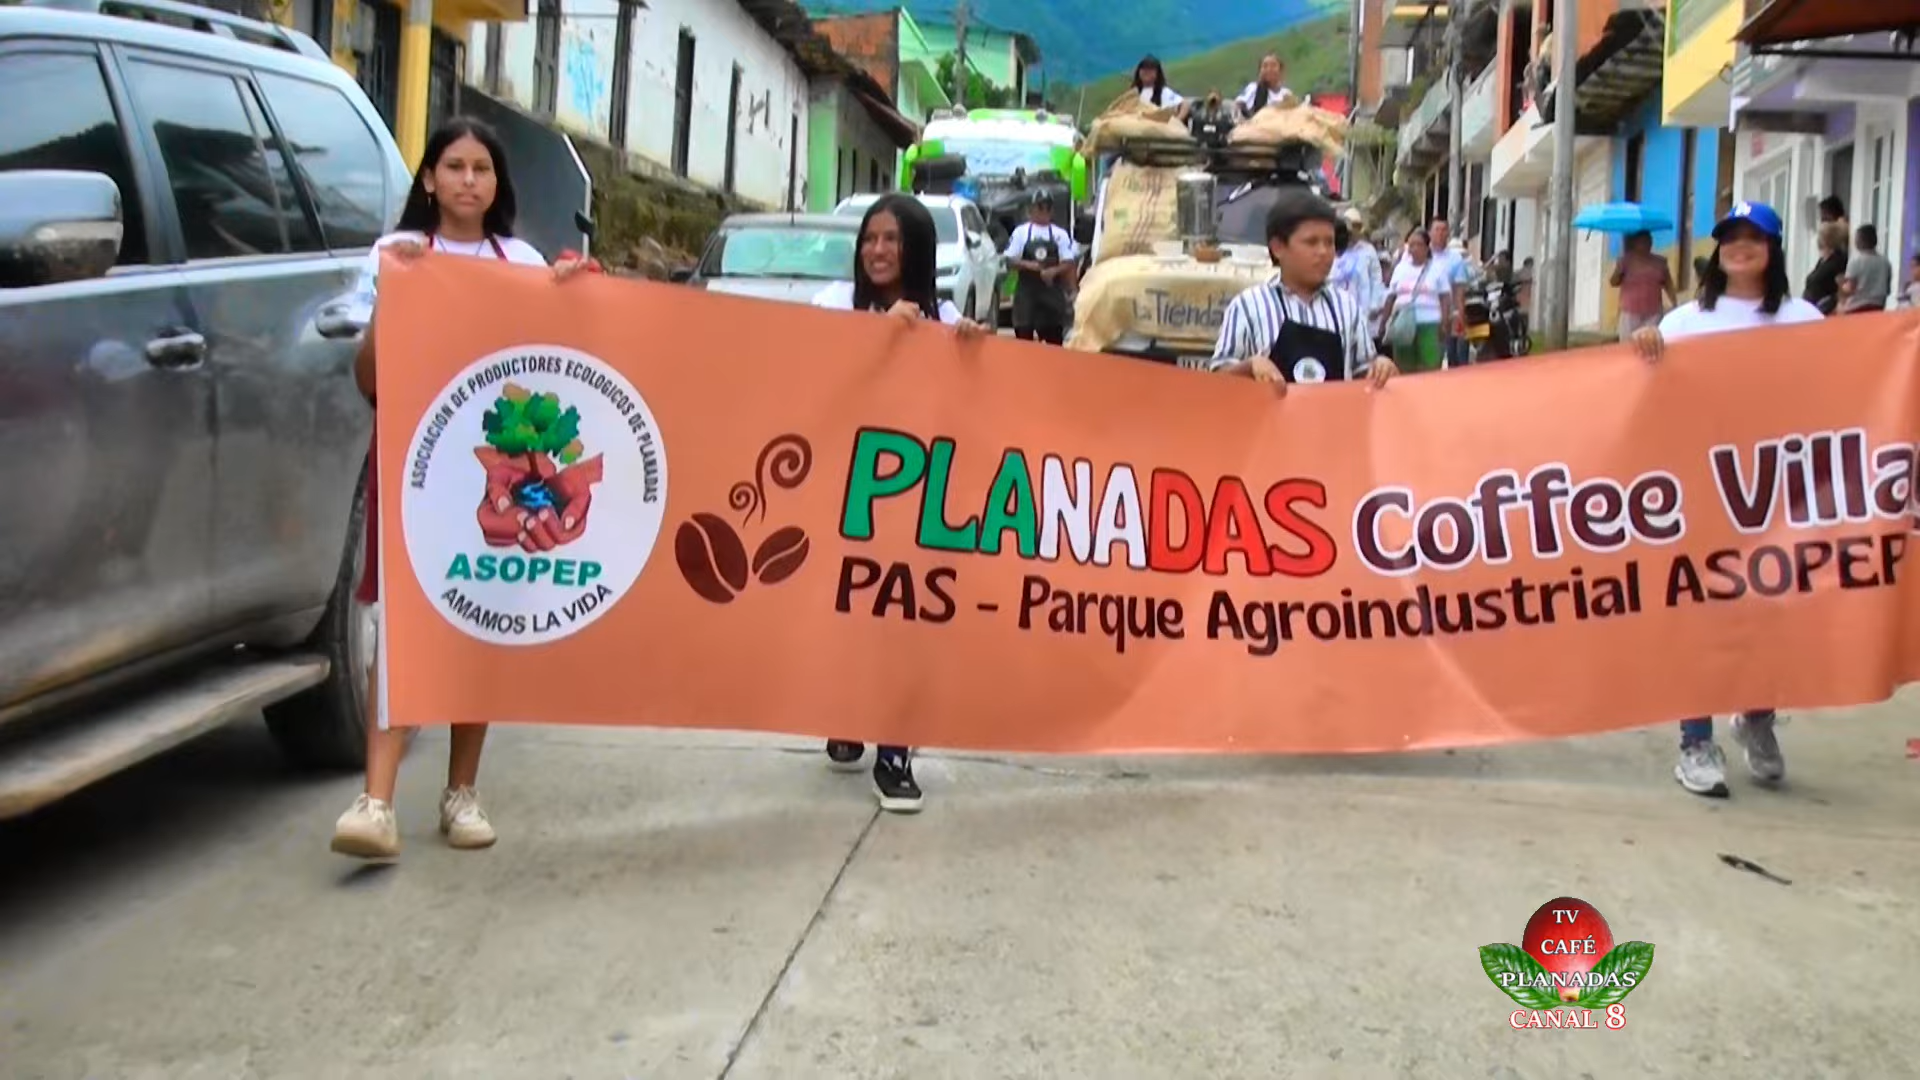 ASOCIACION DE PRODUCTORES ECOLOGICOS DE PLANADAS
ASOPEP
AMAMOS LA VIDA
PLANADAS Coffee Villa
PAS - Parque Agroindustrial ASOPEP
La Tienda
TV
CAFÉ
PLANADAS
CANAL 8